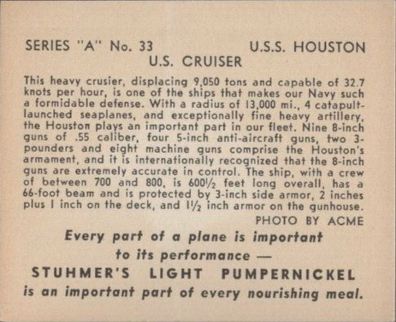 SERIES "A" No. 33 U.S.S. HOUSTON
U.S. CRUISER
This heavy crusier, displacing 9,050 tons and capable of 32.7
knots per hour, is one of the ships that makes our Navy such
a formidable defense. With a radius of 13,000 mi., 4 catapult-
launched seaplanes, and exceptionally fine heavy artillery,
the Houston plays an important part in our fleet. Nine 8-inch
guns of .55 caliber, four 5-inch anti-aircraft guns, two 3-
pounders and eight machine guns comprise the Houston's
armament, and it is internationally recognized that the 8-inch
guns are extremely accurate in control. The ship, with a crew
of between 700 and 800, is 600½ feet long overall, has a
66-foot beam and is protected by 3-inch side armor, 2 inches
plus 1 inch on the deck, and 1½ inch armor on the gunhouse.
PHOTO BY ACME
Every part of a plane is important
to its performance —
STUHMER'S LIGHT PUMPERNICKEL
is an important part of every nourishing meal.